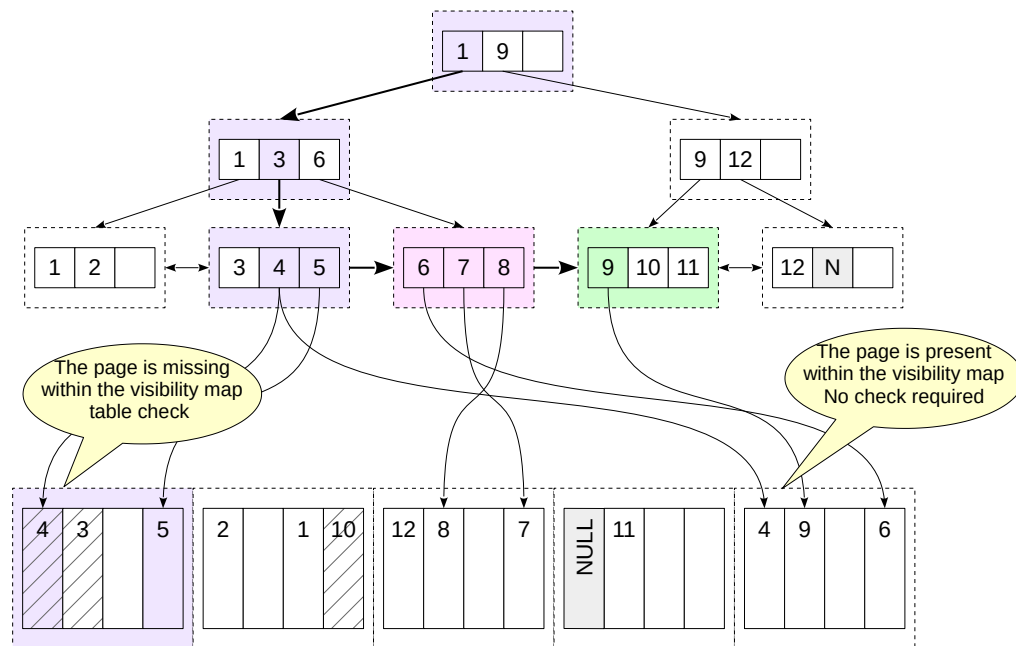 1 9
1 3 6
9 12
1 2
3 4 5
6 7 8
9 10 11
12 N
The page is missing
within the visibility map
table check
The page is present
within the visibility map
No check required
4 3 5
2 1 10
12 8 7
NULL 11
4 9 6